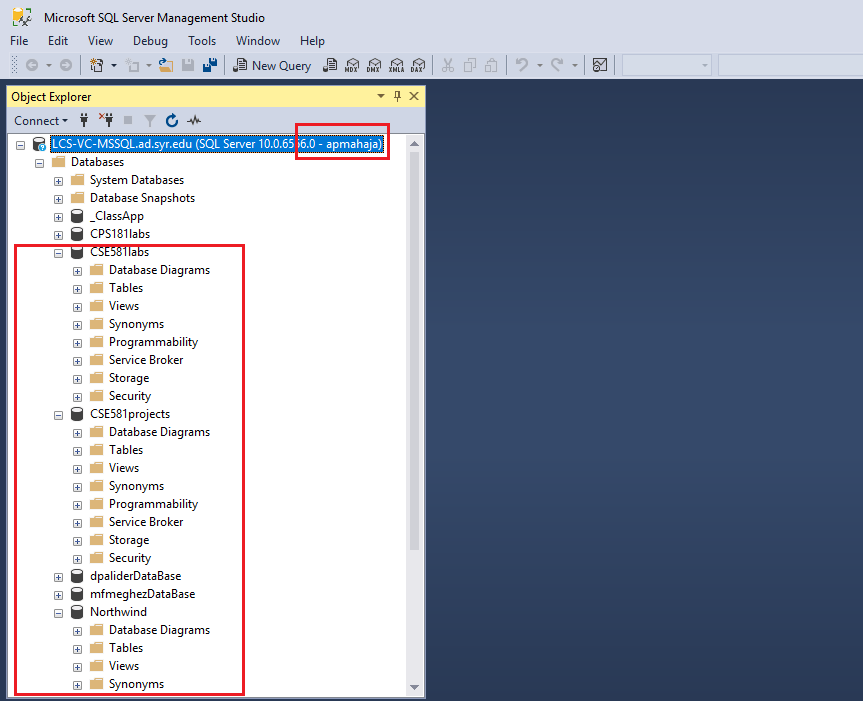 Microsoft SQL Server Management Studio
File Edit View Debug Tools Window Help
New Query MDX DMX XMLA DAX
Object Explorer
Connect
LCS-VC-MSSQL.ad.syr.edu (SQL Server 10.0.6556.0 - apmahaja)
Databases
System Databases
Database Snapshots
_ClassApp
CPS181labs
CSE581labs
Database Diagrams
Tables
Views
Synonyms
Programmability
Service Broker
Storage
Security
CSE581projects
Database Diagrams
Tables
Views
Synonyms
Programmability
Service Broker
Storage
Security
dpaliderDataBase
mfmeghezDataBase
Northwind
Database Diagrams
Tables
Views
Synonyms